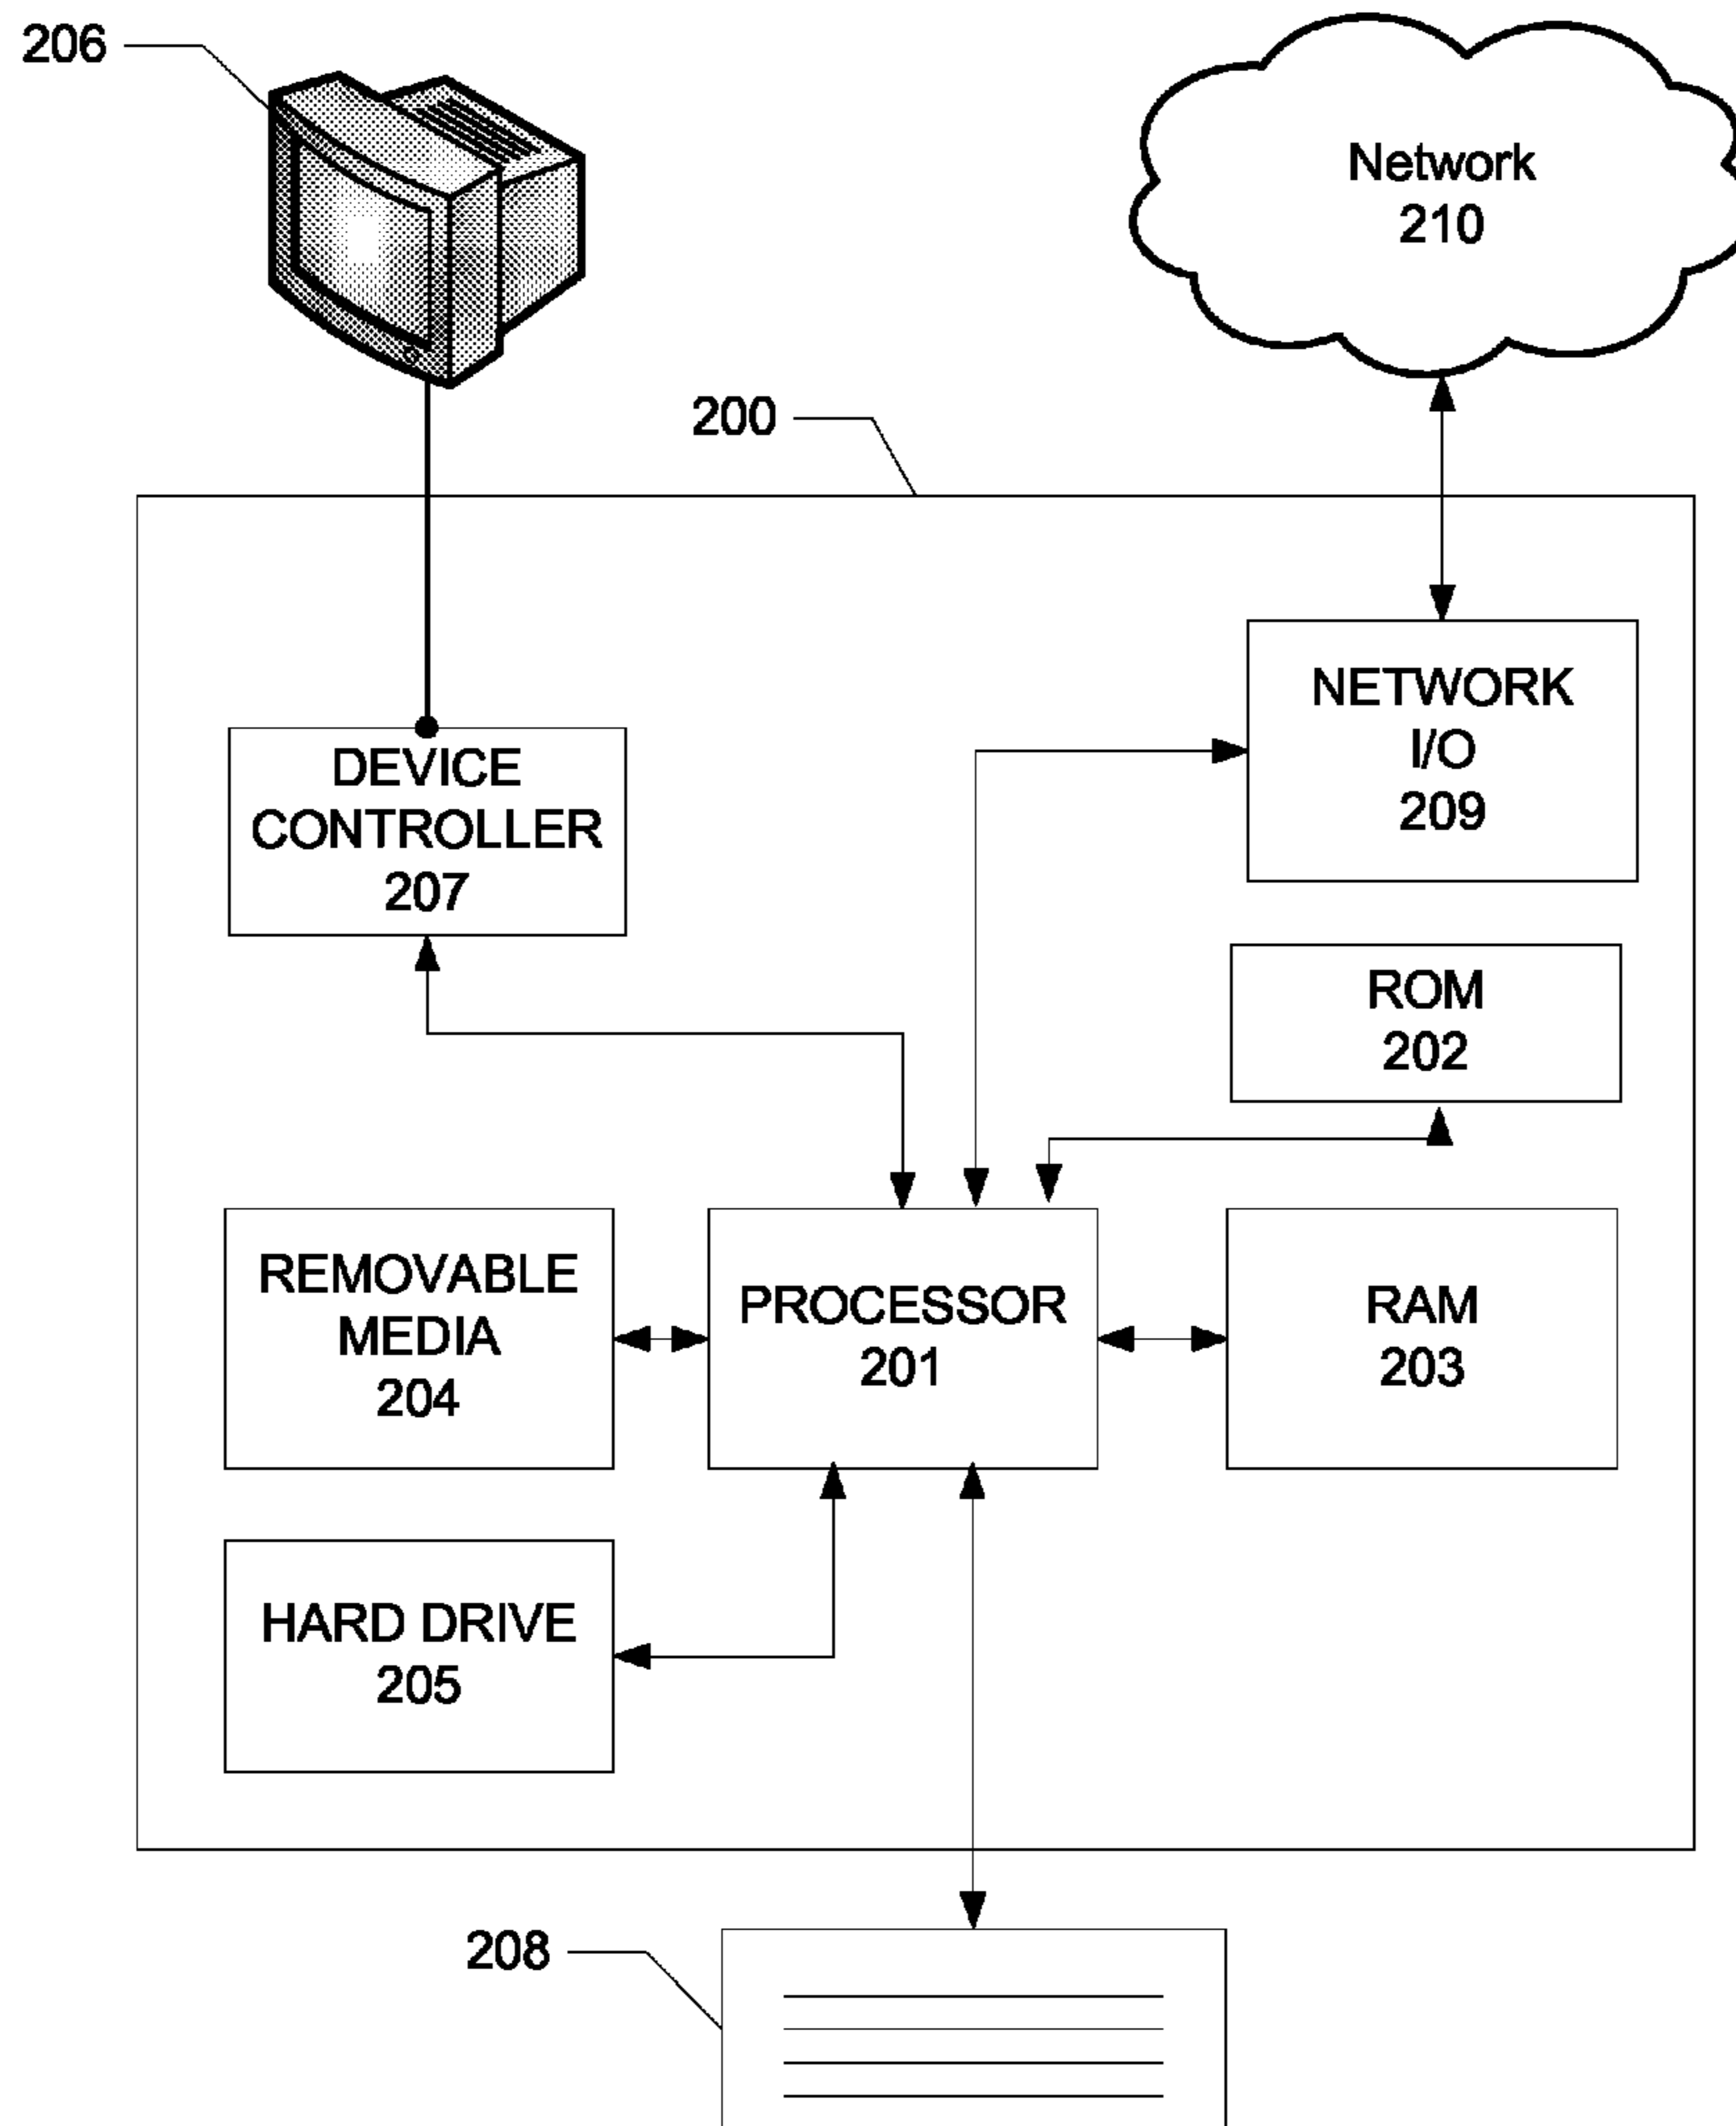 206
Network
210
200
NETWORK
I/O
209
DEVICE
CONTROLLER
207
ROM
202
REMOVABLE
MEDIA
204
PROCESSOR
201
RAM
203
HARD DRIVE
205
208